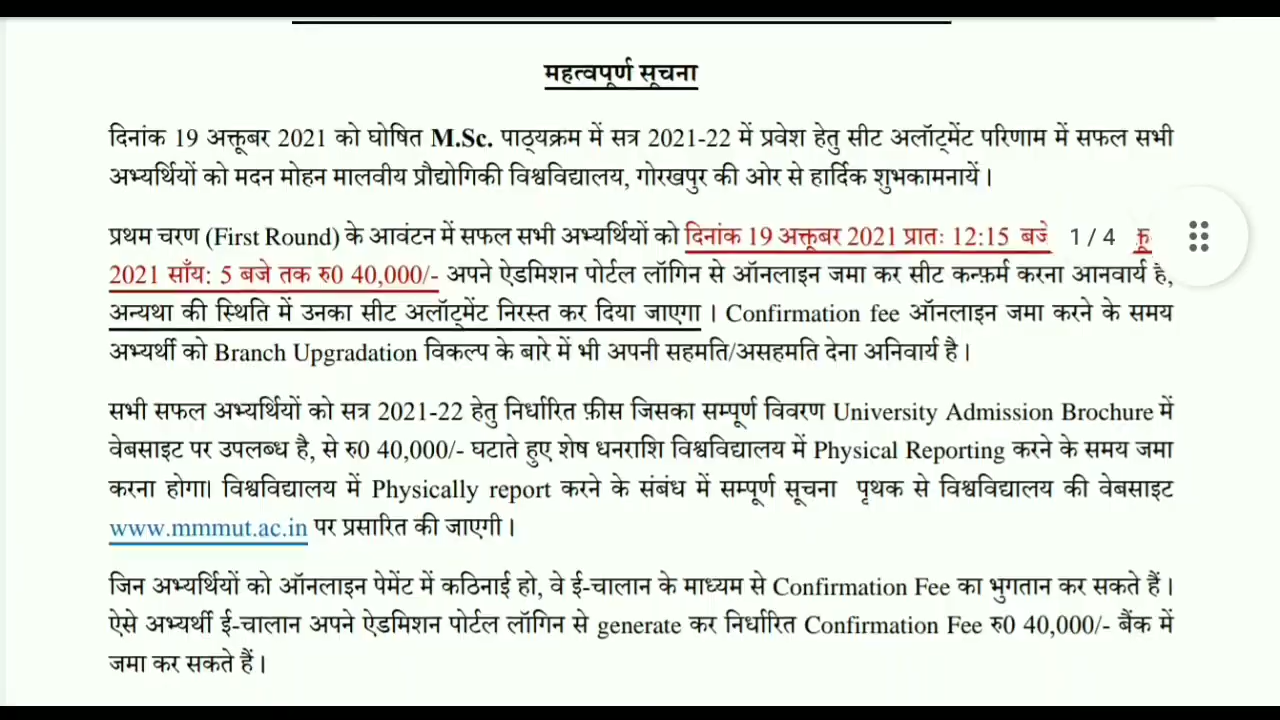 महत्वपूर्ण सूचना
दिनांक 19 अक्तूबर 2021 को घोषित M.Sc. पाठ्यक्रम में सत्र 2021-22 में प्रवेश हेतु सीट अलॉट्मेंट परिणाम में सफल सभी
अभ्यर्थियों को मदन मोहन मालवीय प्रौद्योगिकी विश्वविद्यालय, गोरखपुर की ओर से हार्दिक शुभकामनायें।
प्रथम चरण (First Round) के आवंटन में सफल सभी अभ्यर्थियों को दिनांक 19 अक्तूबर 2021 प्रातः 12:15 बजे 1 / 4
2021 साँय: 5 बजे तक रु0 40,000/- अपने ऐडमिशन पोर्टल लॉगिन से ऑनलाइन जमा कर सीट कन्फ़र्म करना आनवार्य है,
अन्यथा की स्थिति में उनका सीट अलॉट्मेंट निरस्त कर दिया जाएगा । Confirmation fee ऑनलाइन जमा करने के समय
अभ्यर्थी को Branch Upgradation विकल्प के बारे में भी अपनी सहमति/असहमति देना अनिवार्य है।
सभी सफल अभ्यर्थियों को सत्र 2021-22 हेतु निर्धारित फ़ीस जिसका सम्पूर्ण विवरण University Admission Brochure में
वेबसाइट पर उपलब्ध है, से रु0 40,000/- घटाते हुए शेष धनराशि विश्वविद्यालय में Physical Reporting करने के समय जमा
करना होगा। विश्वविद्यालय में Physically report करने के संबंध में सम्पूर्ण सूचना पृथक से विश्वविद्यालय की वेबसाइट
www.mmmut.ac.in पर प्रसारित की जाएगी।
जिन अभ्यर्थियों को ऑनलाइन पेमेंट में कठिनाई हो, वे ई-चालान के माध्यम से Confirmation Fee का भुगतान कर सकते हैं।
ऐसे अभ्यर्थी ई-चालान अपने ऐडमिशन पोर्टल लॉगिन से generate कर निर्धारित Confirmation Fee रु0 40,000/- बैंक में
जमा कर सकते हैं।